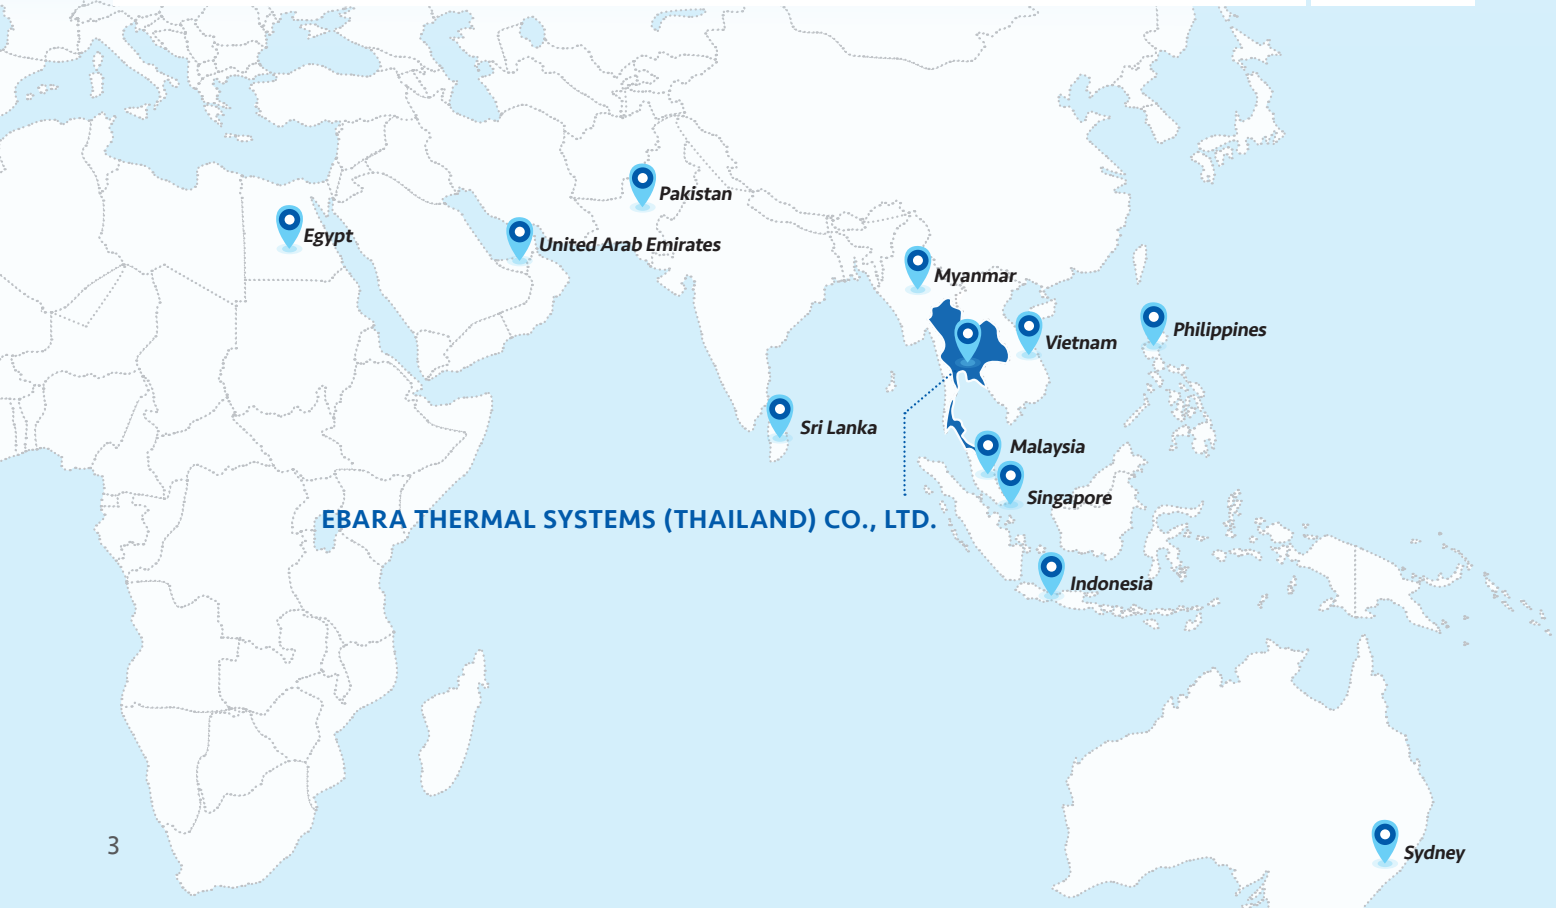 Pakistan
Egypt
United Arab Emirates
Myanmar
Philippines
Vietnam
Sri Lanka
Malaysia
Singapore
EBARA THERMAL SYSTEMS (THAILAND) CO., LTD.
Indonesia
3
Sydney